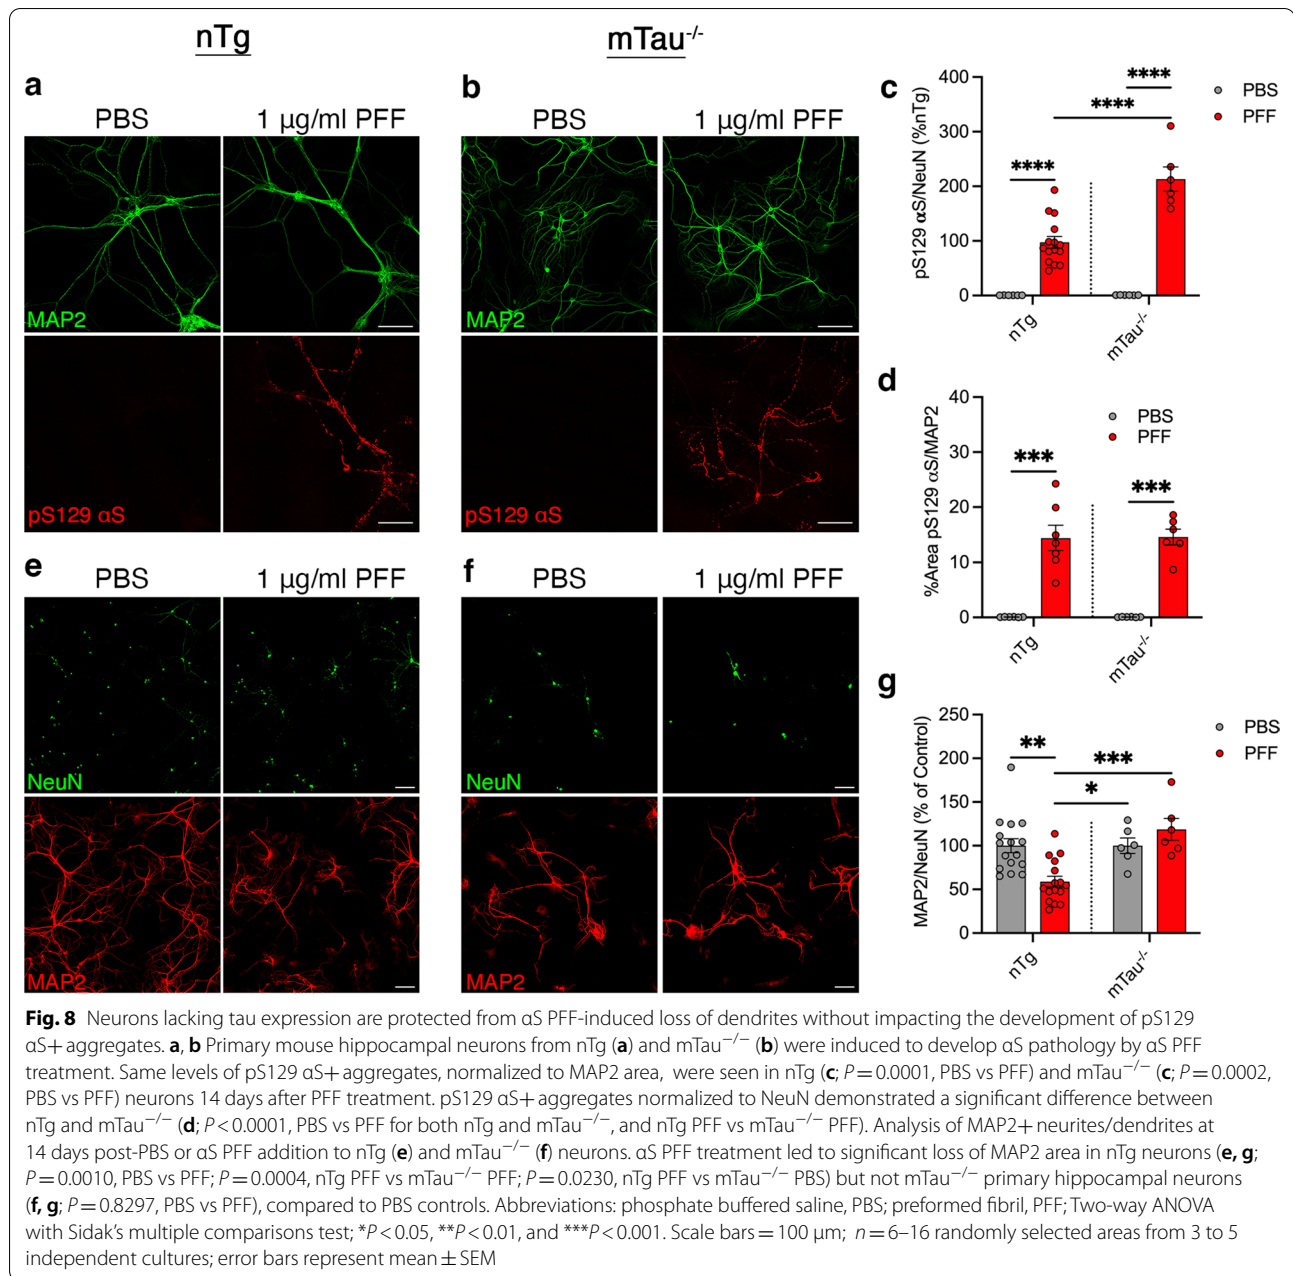 nTg
mTau-/-
a
PBS
1 μg/ml PFF
MAP2
pS129 αS
b
PBS
1 μg/ml PFF
MAP2
pS129 αS
c
pS129 αS/NeuN (%nTg)
400
300
200
100
0
****
****
****
PBS
PFF
nTg
mTau-/-
d
%Area pS129 αS/MAP2
40
30
20
10
0
***
***
PBS
PFF
nTg
mTau-/-
e
PBS
1 μg/ml PFF
NeuN
MAP2
f
PBS
1 μg/ml PFF
NeuN
MAP2
g
MAP2/NeuN (% of Control)
250
200
150
100
50
0
**
***
*
PBS
PFF
nTg
mTau-/-
Fig. 8 Neurons lacking tau expression are protected from αS PFF-induced loss of dendrites without impacting the development of pS129
αS+ aggregates. a, b Primary mouse hippocampal neurons from nTg (a) and mTau−/− (b) were induced to develop αS pathology by αS PFF
treatment. Same levels of pS129 αS+ aggregates, normalized to MAP2 area, were seen in nTg (c; P = 0.0001, PBS vs PFF) and mTau−/− (c; P = 0.0002,
PBS vs PFF) neurons 14 days after PFF treatment. pS129 αS+ aggregates normalized to NeuN demonstrated a significant difference between
nTg and mTau−/− (d; P < 0.0001, PBS vs PFF for both nTg and mTau−/−, and nTg PFF vs mTau−/− PFF). Analysis of MAP2+ neurites/dendrites at
14 days post-PBS or αS PFF addition to nTg (e) and mTau−/− (f) neurons. αS PFF treatment led to significant loss of MAP2 area in nTg neurons (e, g;
P = 0.0010, PBS vs PFF; P = 0.0004, nTg PFF vs mTau−/− PFF; P = 0.0230, nTg PFF vs mTau−/− PBS) but not mTau−/− primary hippocampal neurons
(f, g; P = 0.8297, PBS vs PFF), compared to PBS controls. Abbreviations: phosphate buffered saline, PBS; preformed fibril, PFF; Two-way ANOVA
with Sidak's multiple comparisons test; *P < 0.05, **P < 0.01, and ***P < 0.001. Scale bars = 100 μm; n = 6–16 randomly selected areas from 3 to 5
independent cultures; error bars represent mean ± SEM